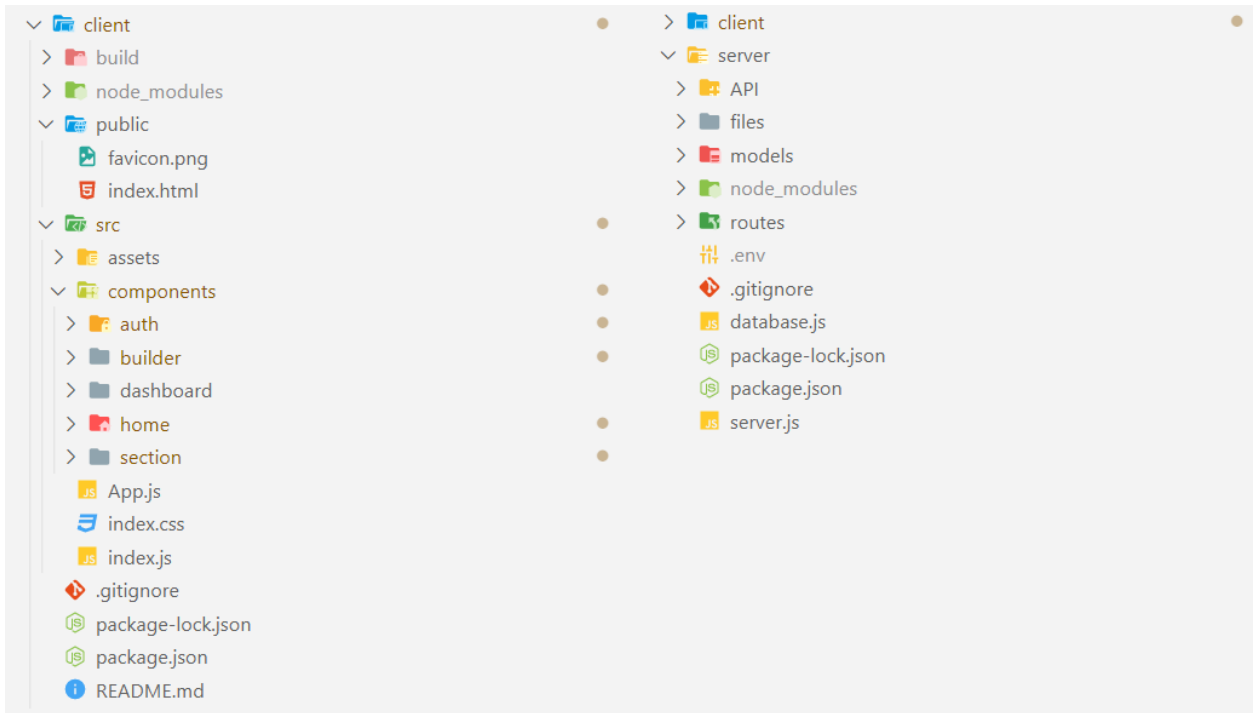 client
build
node_modules
public
favicon.png
index.html
src
assets
components
auth
builder
dashboard
home
section
App.js
index.css
index.js
.gitignore
package-lock.json
package.json
README.md
client
server
API
files
models
node_modules
routes
.env
.gitignore
database.js
package-lock.json
package.json
server.js